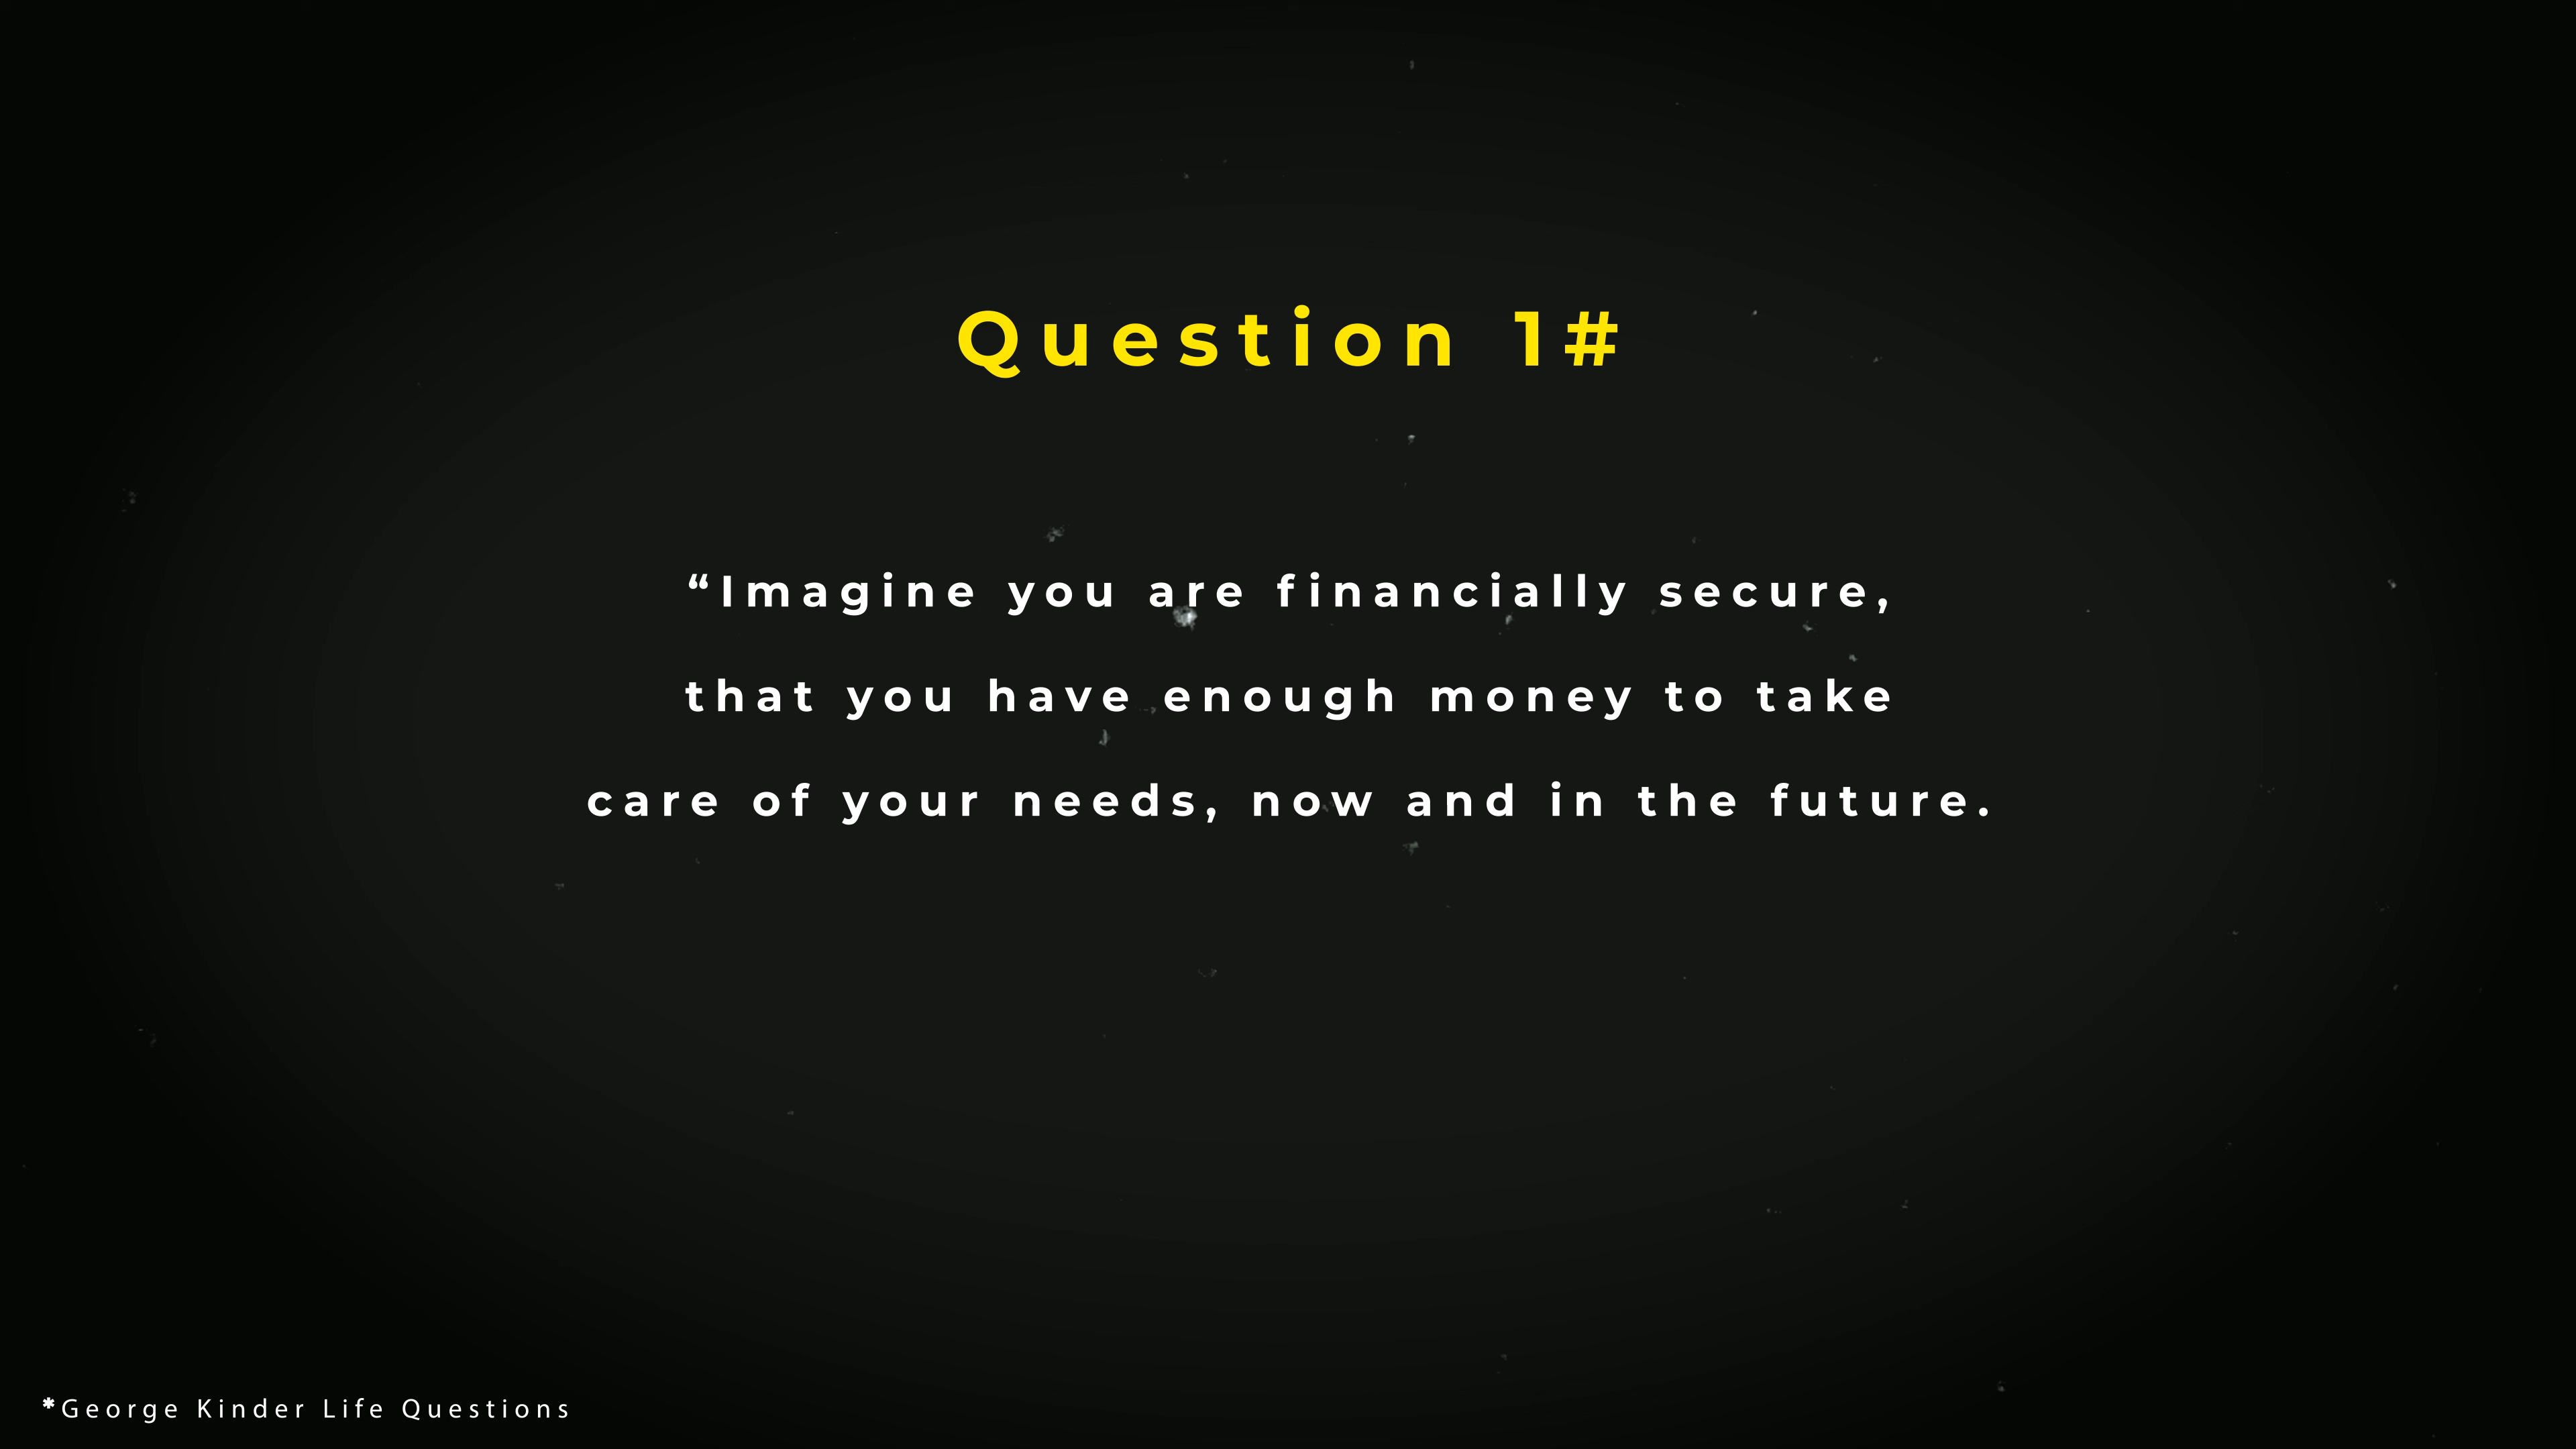 Question 1#
“Imagine you are financially secure,
that you have enough money to take
care of your needs, now and in the future.
*George Kinder Life Questions